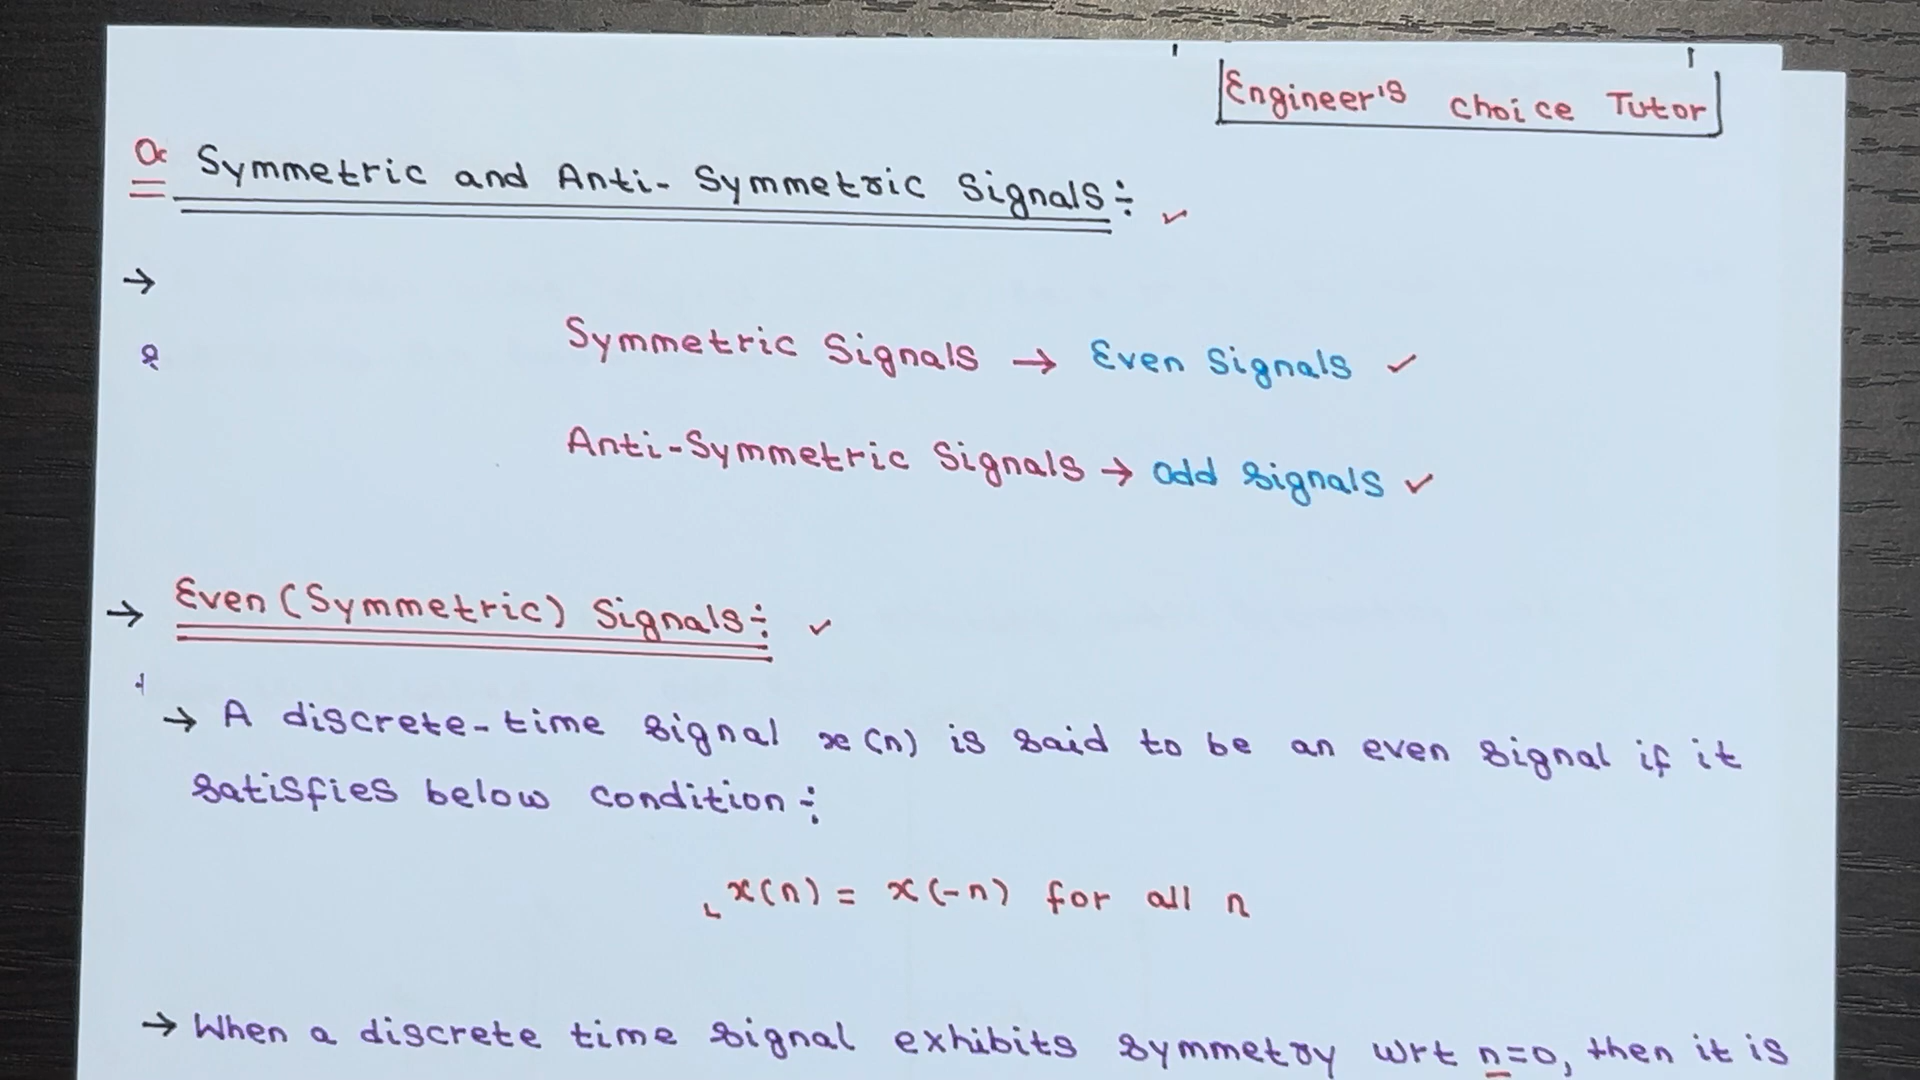 Engineer's Choice Tutor
Symmetric and Anti-Symmetric Signals:
→
Symmetric Signals → Even Signals ✓
Anti-Symmetric Signals → odd signals ✓
→ Even (Symmetric) Signals: ✓
→ A discrete-time signal x(n) is said to be an even signal if it
satisfies below condition:
x(n) = x(-n) for all n
→ When a discrete time signal exhibits symmetry wrt n=0, then it is